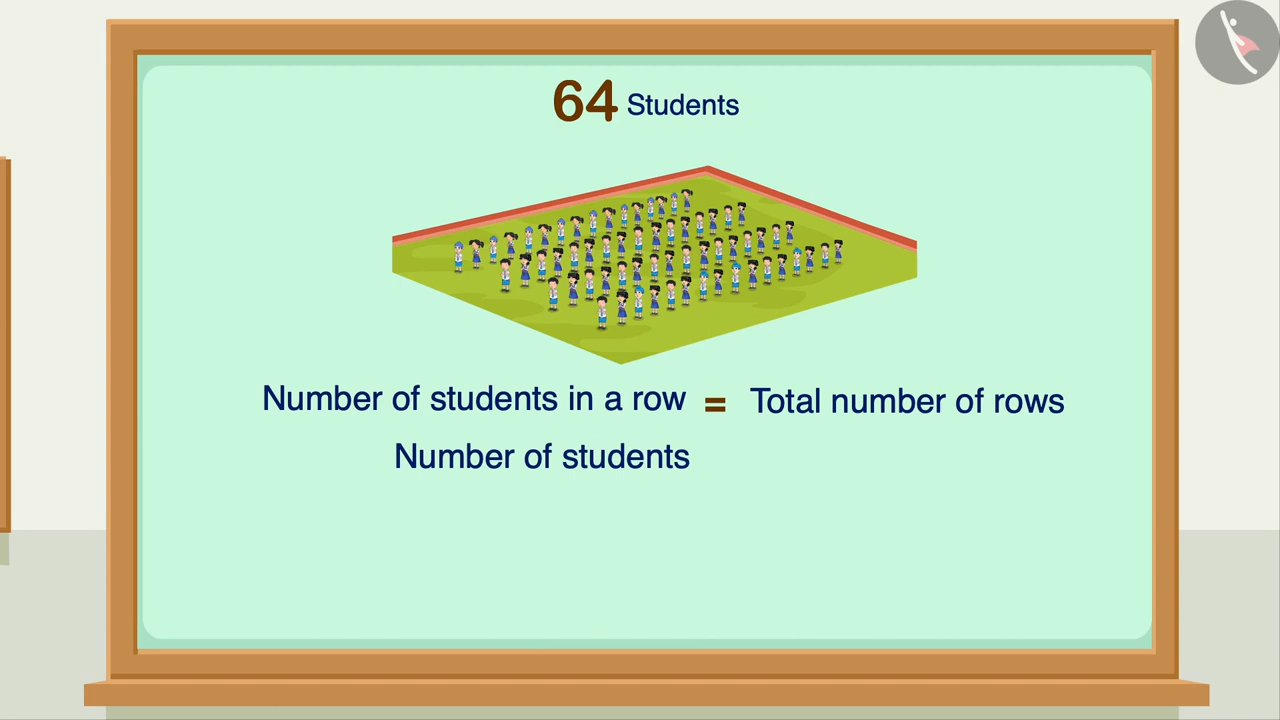 64 Students
Number of students in a row = Total number of rows
Number of students